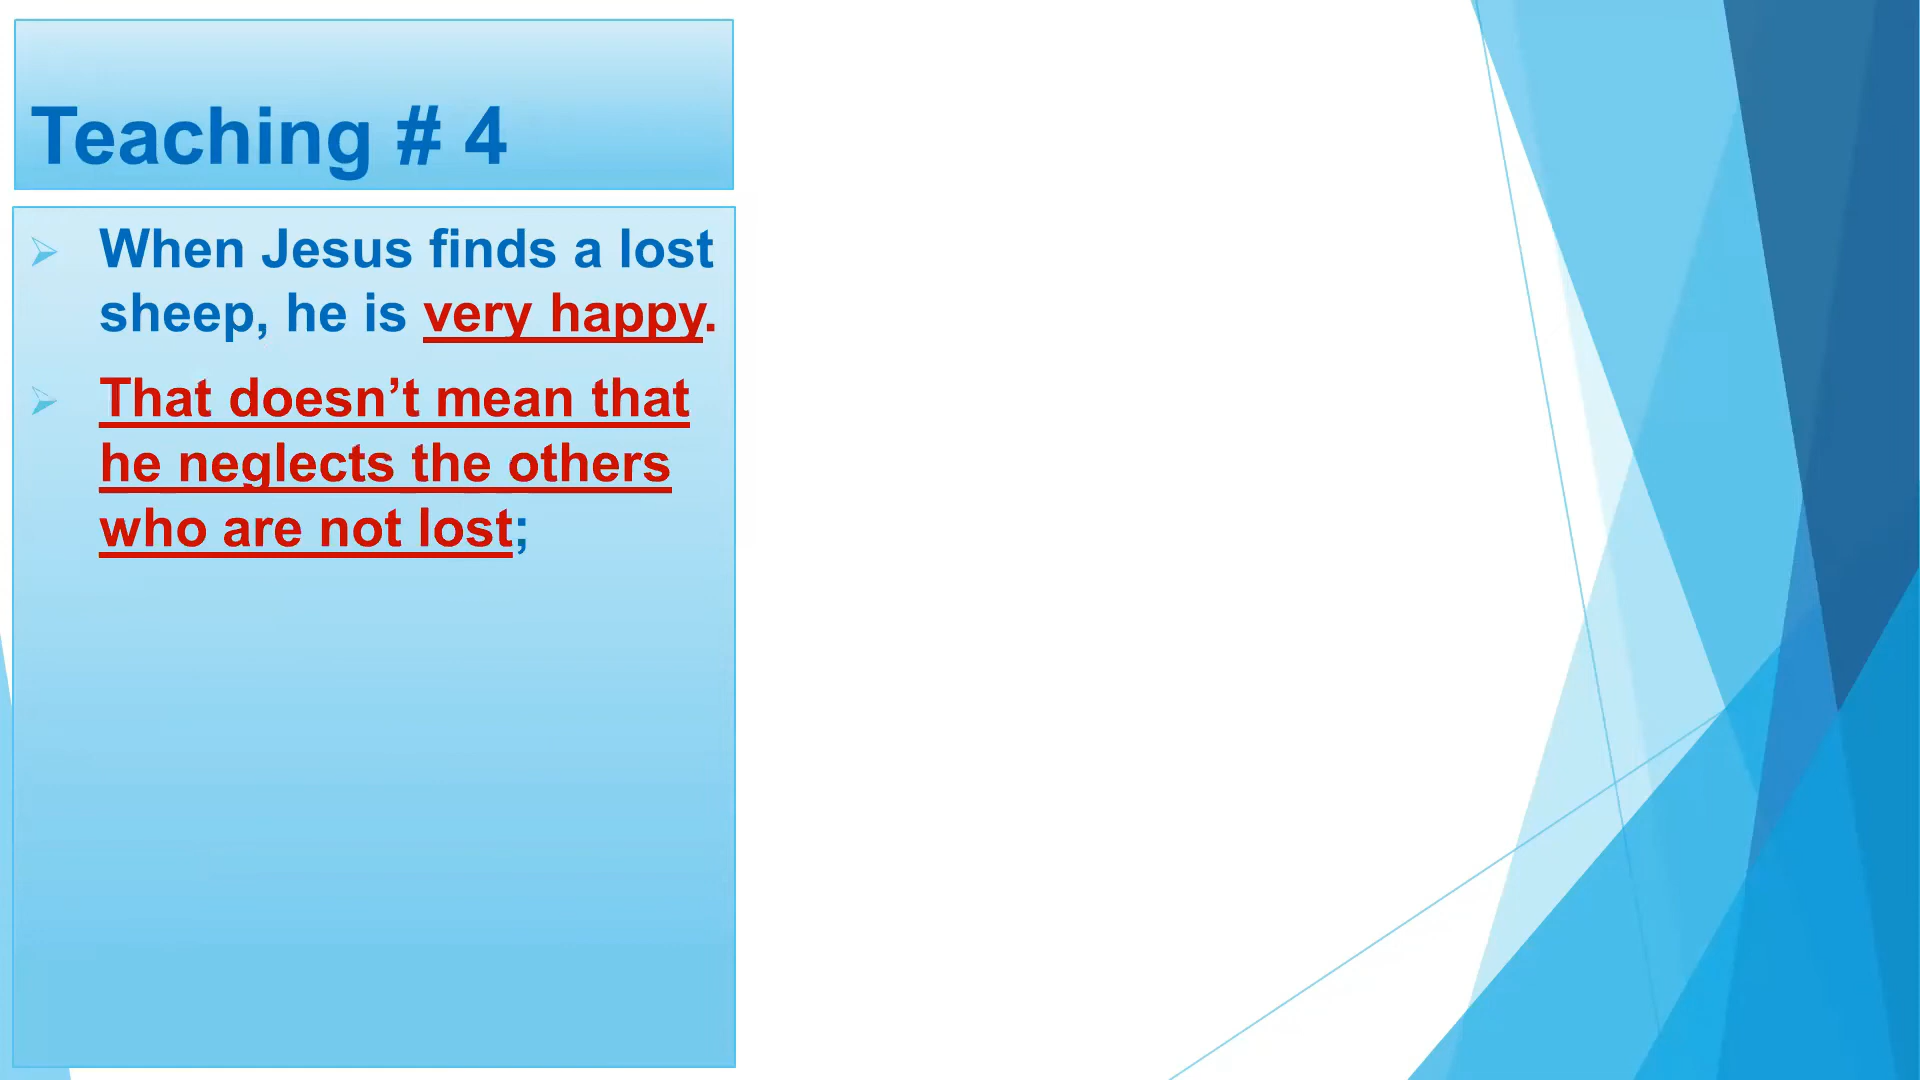 Teaching # 4
When Jesus finds a lost
sheep, he is very happy.
That doesn’t mean that
he neglects the others
who are not lost;